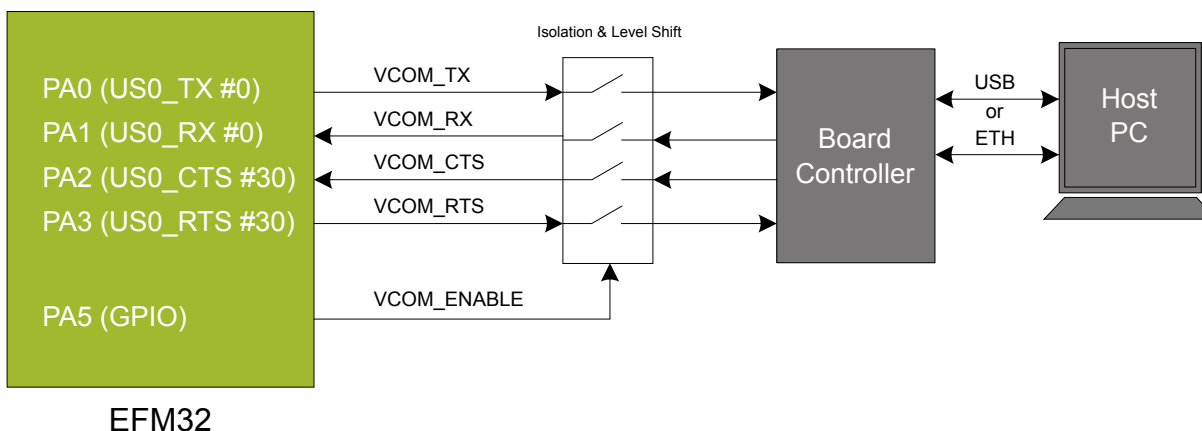 Isolation & Level Shift
PA0 (US0_TX #0)
VCOM_TX
PA1 (US0_RX #0)
VCOM_RX
PA2 (US0_CTS #30)
VCOM_CTS
PA3 (US0_RTS #30)
VCOM_RTS
PA5 (GPIO)
VCOM_ENABLE
Board
Controller
USB
or
ETH
Host
PC
EFM32